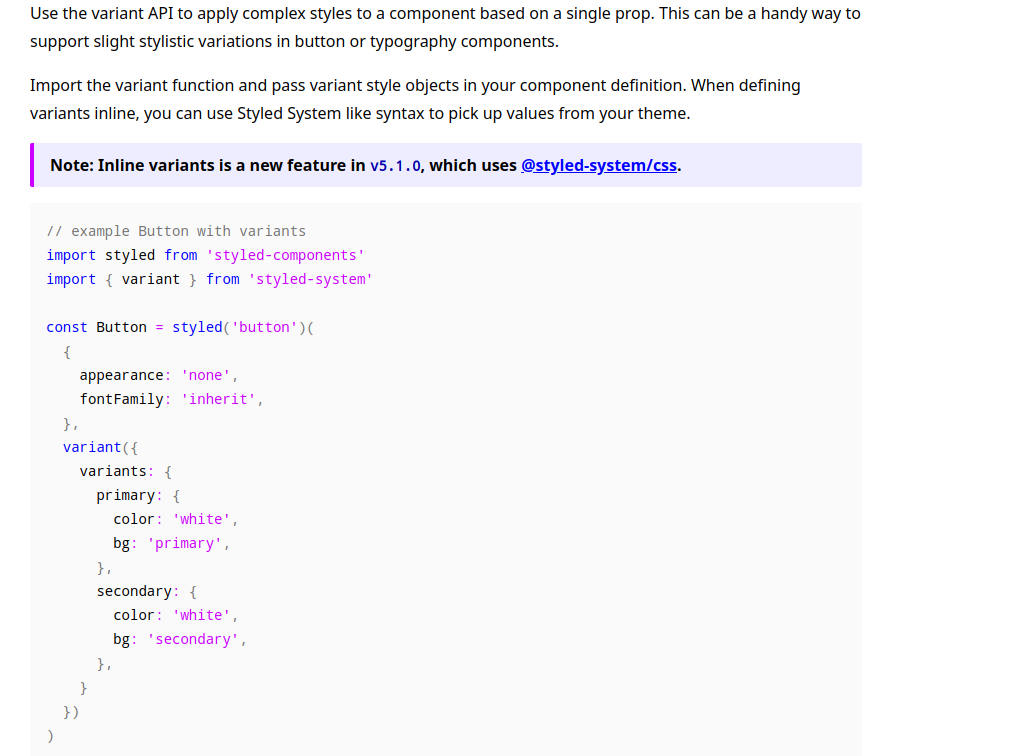 Use the variant API to apply complex styles to a component based on a single prop. This can be a handy way to
support slight stylistic variations in button or typography components.
Import the variant function and pass variant style objects in your component definition. When defining
variants inline, you can use Styled System like syntax to pick up values from your theme.
Note: Inline variants is a new feature in v5.1.0, which uses @styled-system/css.
// example Button with variants
import styled from 'styled-components'
import { variant } from 'styled-system'

const Button = styled('button')(
  {
    appearance: 'none',
    fontFamily: 'inherit',
  },
  variant({
    variants: {
      primary: {
        color: 'white',
        bg: 'primary',
      },
      secondary: {
        color: 'white',
        bg: 'secondary',
      },
    }
  })
)